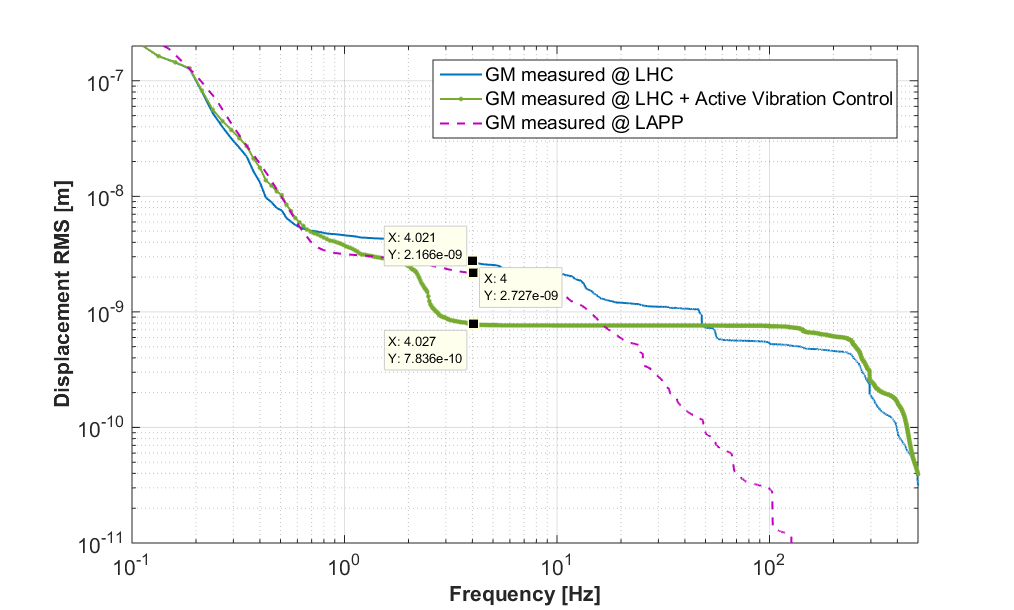 GM measured @ LHC
GM measured @ LHC + Active Vibration Control
GM measured @ LAPP
10-7
10-8
10-9
10-10
10-11
Displacement RMS [m]
X: 4.021
Y: 2.166e-09
X: 4
Y: 2.727e-09
X: 4.027
Y: 7.836e-10
10-1
100
101
102
Frequency [Hz]